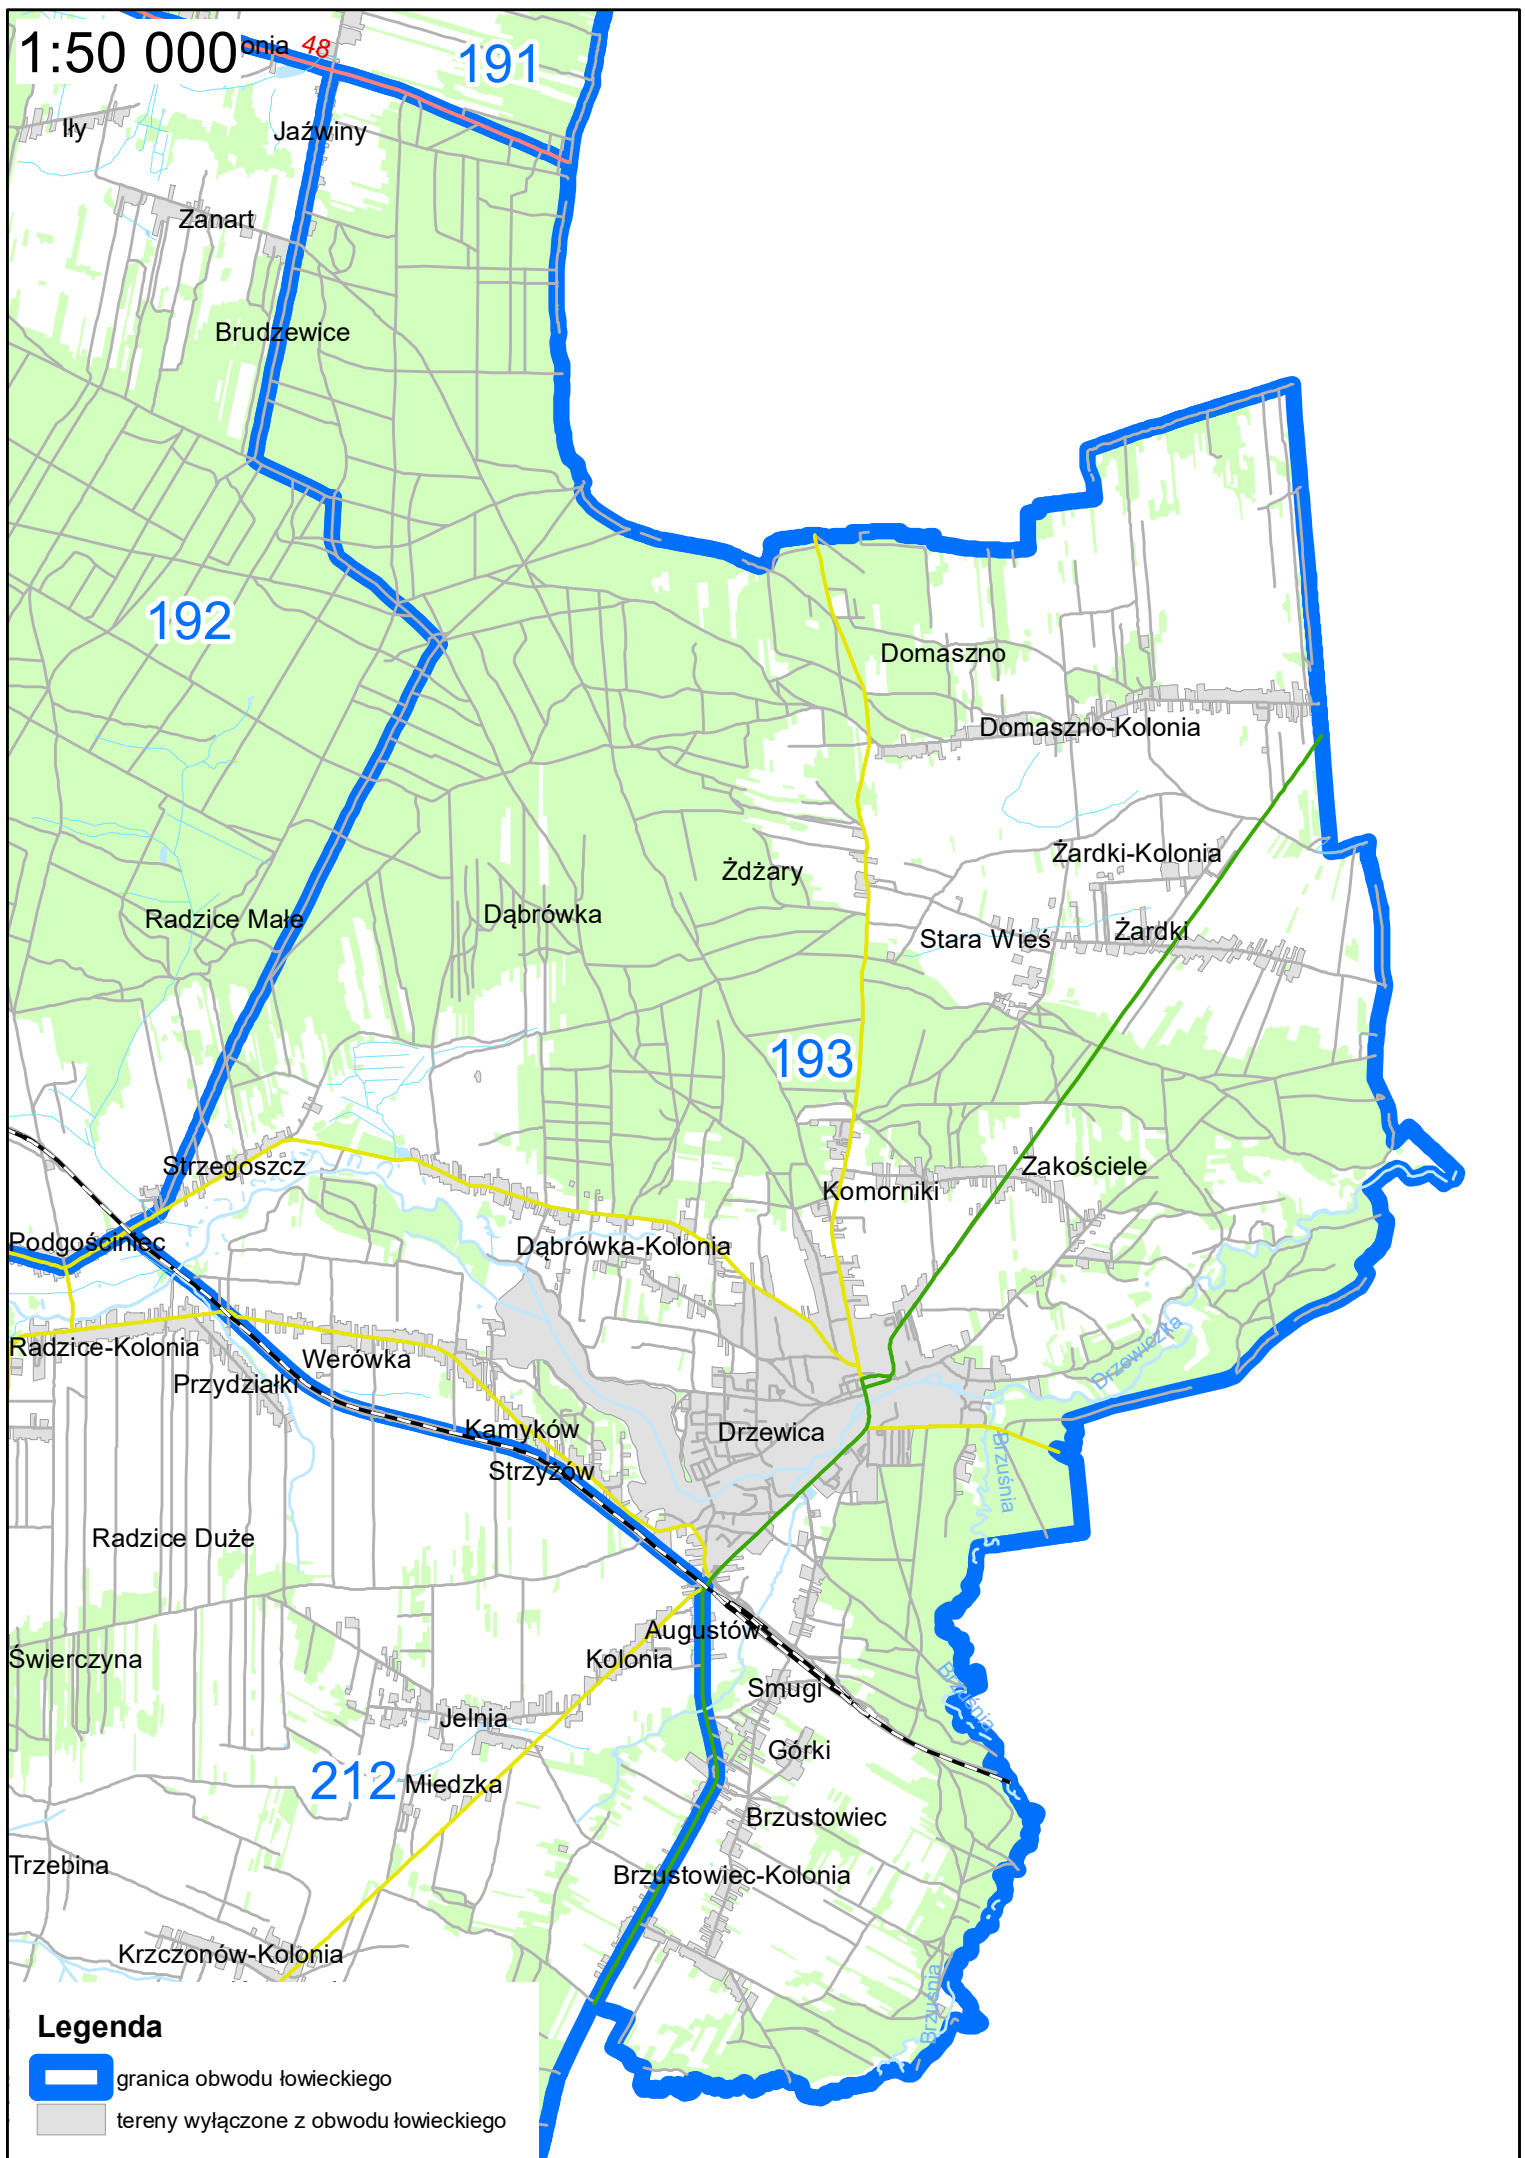 1:50 000
onia
48
191
Iły
Jaźwiny
Zanart
Brudzewice
192
Domaszno
Domaszno-Kolonia
Żdżary
Żardki-Kolonia
Radzice Małe
Dąbrówka
Stara Wieś
Żardki
193
Strzegoszcz
Zakościele
Komorniki
Podgościniec
Dąbrówka-Kolonia
Drzewiczka
Radzice-Kolonia
Werówka
Przydziałki
Kamyków
Drzewica
Strzyżów
Brzuśnia
Radzice Duże
Augustów
Świerczyna
Kolonia
Smugi
Brzuśnia
Jelnia
Górki
212
Miedzka
Brzustowiec
Trzebina
Brzustowiec-Kolonia
Krzczonów-Kolonia
Brzuśnia
Legenda
granica obwodu łowieckiego
tereny wyłączone z obwodu łowieckiego